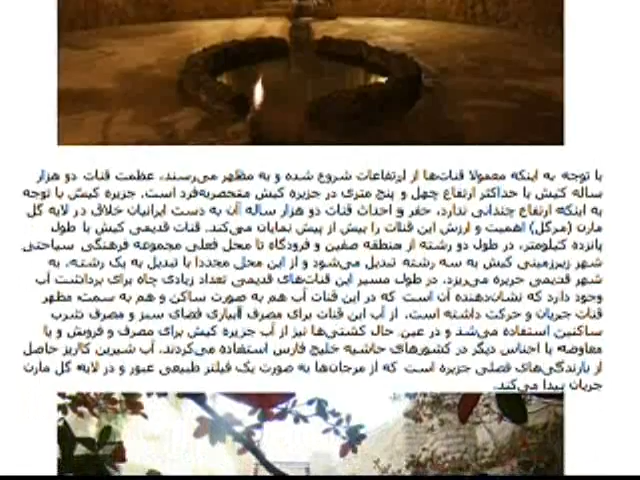 با توجه به اینکه معمولا قنات‌ها از ارتفاعات شروع شده و به مظهر می‌رسند، عظمت قنات دو هزار
ساله کیش با حداکثر ارتفاع چهل و پنج متری در جزیره کیش منحصربه‌فرد است. جزیره کیش با توجه
به اینکه ارتفاع چندانی ندارد، حفر و احداث قنات دو هزار ساله آن به دست ایرانیان خلاق در لایه گل
مارن (مرگل) اهمیت و ارزش این قنات را بیش از پیش نمایان می‌کند. قنات قدیمی کیش با طول
پانزده کیلومتر، در طول دو رشته از منطقه صفین و فرودگاه تا محل فعلی مجموعه فرهنگی سیاحتی
شهر زیرزمینی کیش به سه رشته تبدیل می‌شود و از این محل مجددا با تبدیل به یک رشته، به
شهر قدیمی حریره می‌ریزد. در طول مسیر این قنات‌های قدیمی تعداد زیادی چاه برای برداشت آب
وجود دارد که نشان‌دهنده آن است که در این قنات آب هم به صورت ساکن و هم به سمت مظهر
قنات جریان و حرکت داشته است. از آب این قنات برای مصرف آبیاری فضای سبز و مصرف شرب
ساکنین استفاده می‌شد و در عین حال کشتی‌ها نیز از آب جزیره کیش برای مصرف و فروش و یا
معاوضه با اجناس دیگر در کشورهای حاشیه خلیج فارس استفاده می‌کردند. آب شیرین کاریز حاصل
از بارندگی‌های فصلی جزیره است که از مرجان‌ها به صورت یک فیلتر طبیعی عبور و در لایه گل مارن
جریان پیدا می‌کند.